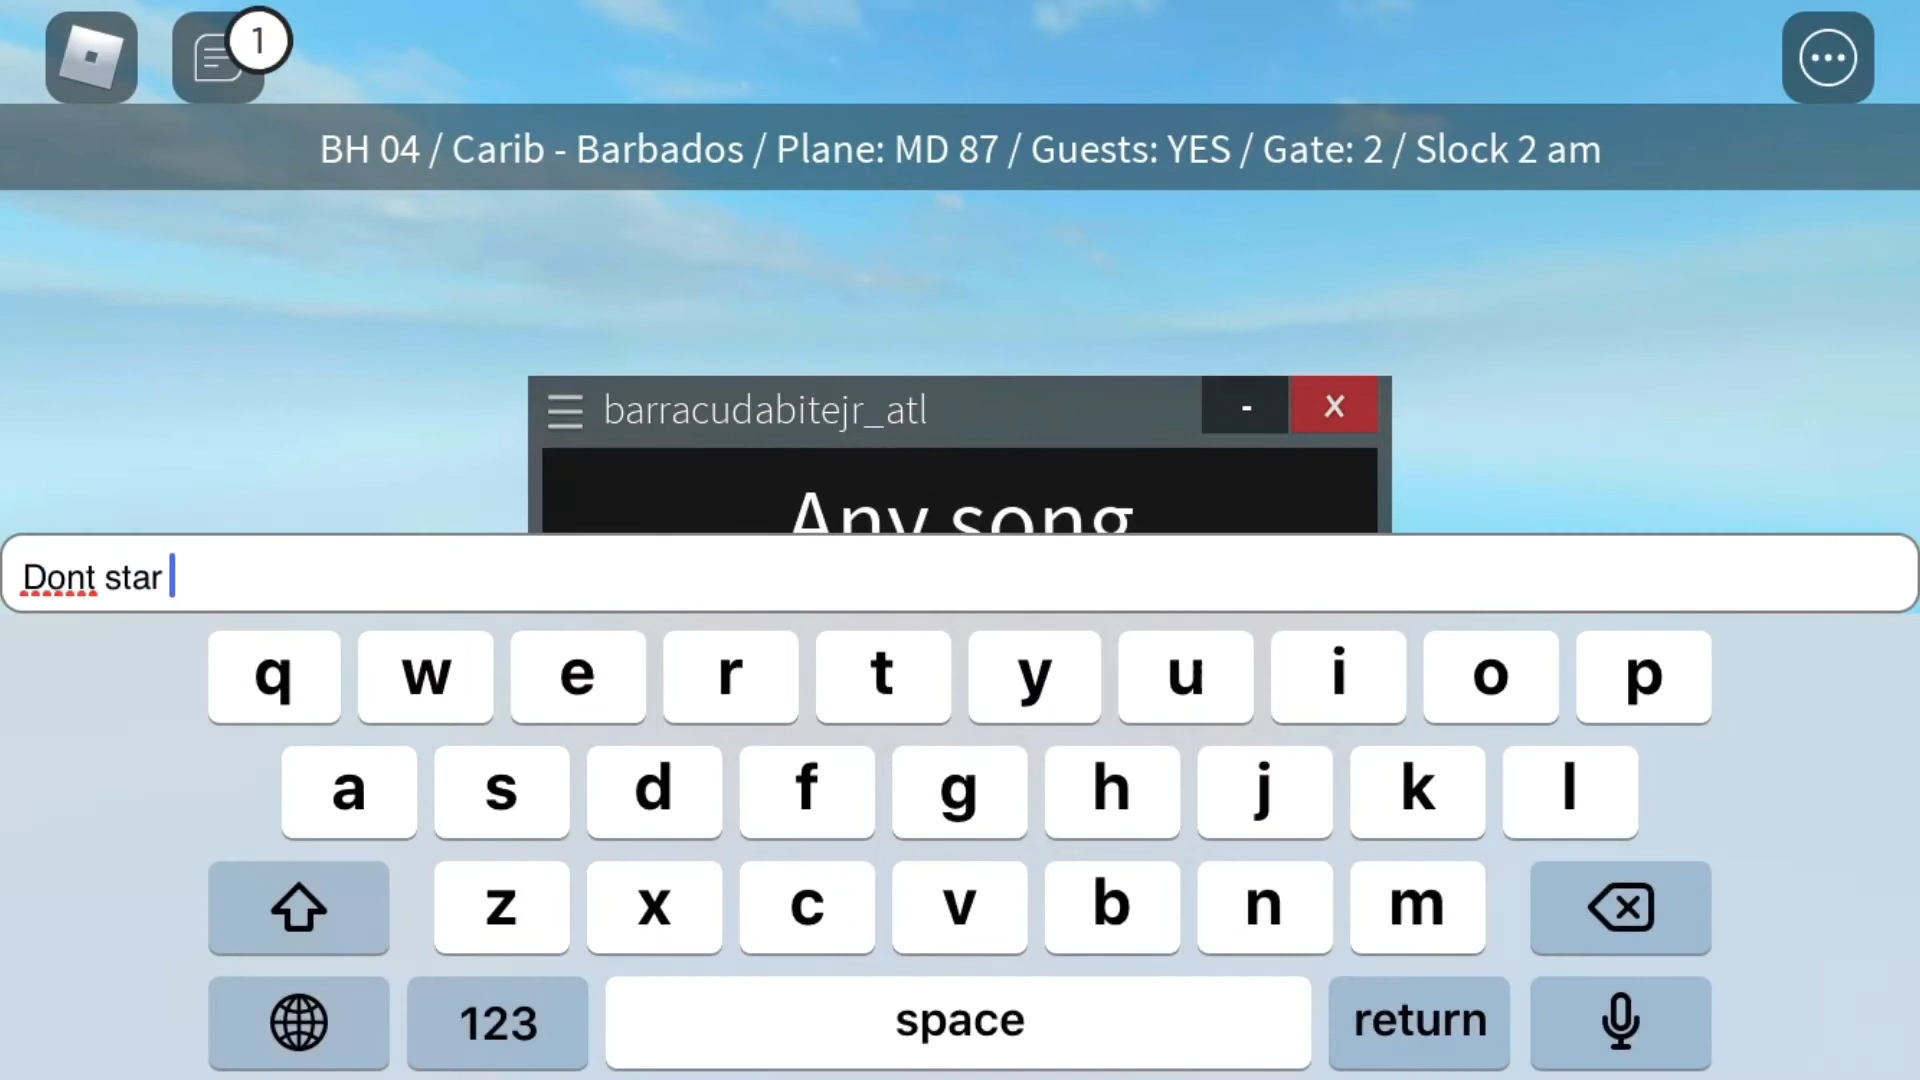 1
BH 04 / Carib - Barbados / Plane: MD 87 / Guests: YES / Gate: 2 / Slock 2 am
barracudabitejr_atl
- X
Any song
Dont star
q w e r t y u i o p
a s d f g h j k l
z x c v b n m
123 space return